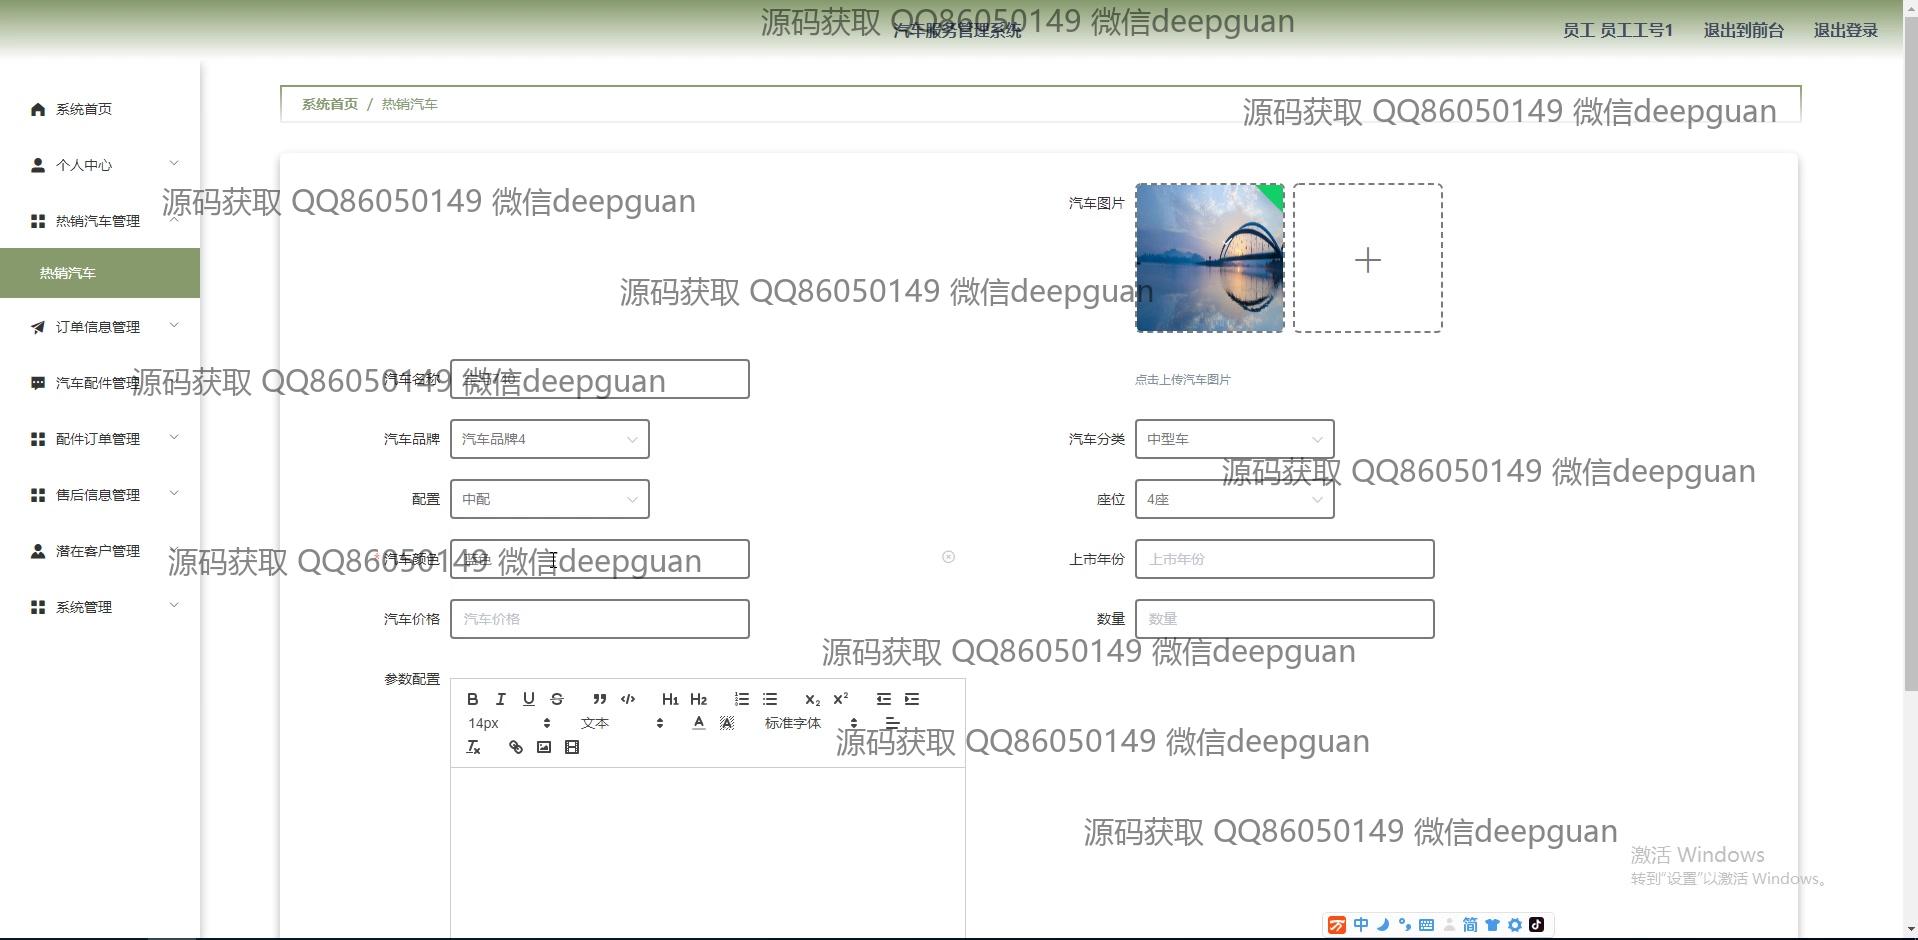 源码获取 QQ86050149 微信deepguan
汽车服务管理系统
员工 员工工号1
退出到前台
退出登录
系统首页 / 热销汽车
源码获取 QQ86050149 微信deepguan
系统首页
个人中心
热销汽车管理
热销汽车
订单信息管理
汽车配件管理
配件订单管理
售后信息管理
潜在客户管理
系统管理
源码获取 QQ86050149 微信deepguan
汽车图片
源码获取 QQ86050149 微信deepguan
汽车名称
源码获取 QQ86050149 微信deepguan
点击上传汽车图片
汽车品牌 汽车品牌4
汽车分类 中型车
源码获取 QQ86050149 微信deepguan
配置 中配
座位 4座
汽车颜色 蓝色
源码获取 QQ86050149 微信deepguan
上市年份 上市年份
汽车价格 汽车价格
数量 数量
源码获取 QQ86050149 微信deepguan
参数配置
B I U S H1 H2 X2 X2
14px 文本 A A 标准字体
源码获取 QQ86050149 微信deepguan
源码获取 QQ86050149 微信deepguan
激活 Windows
转到“设置”以激活 Windows。
中 简